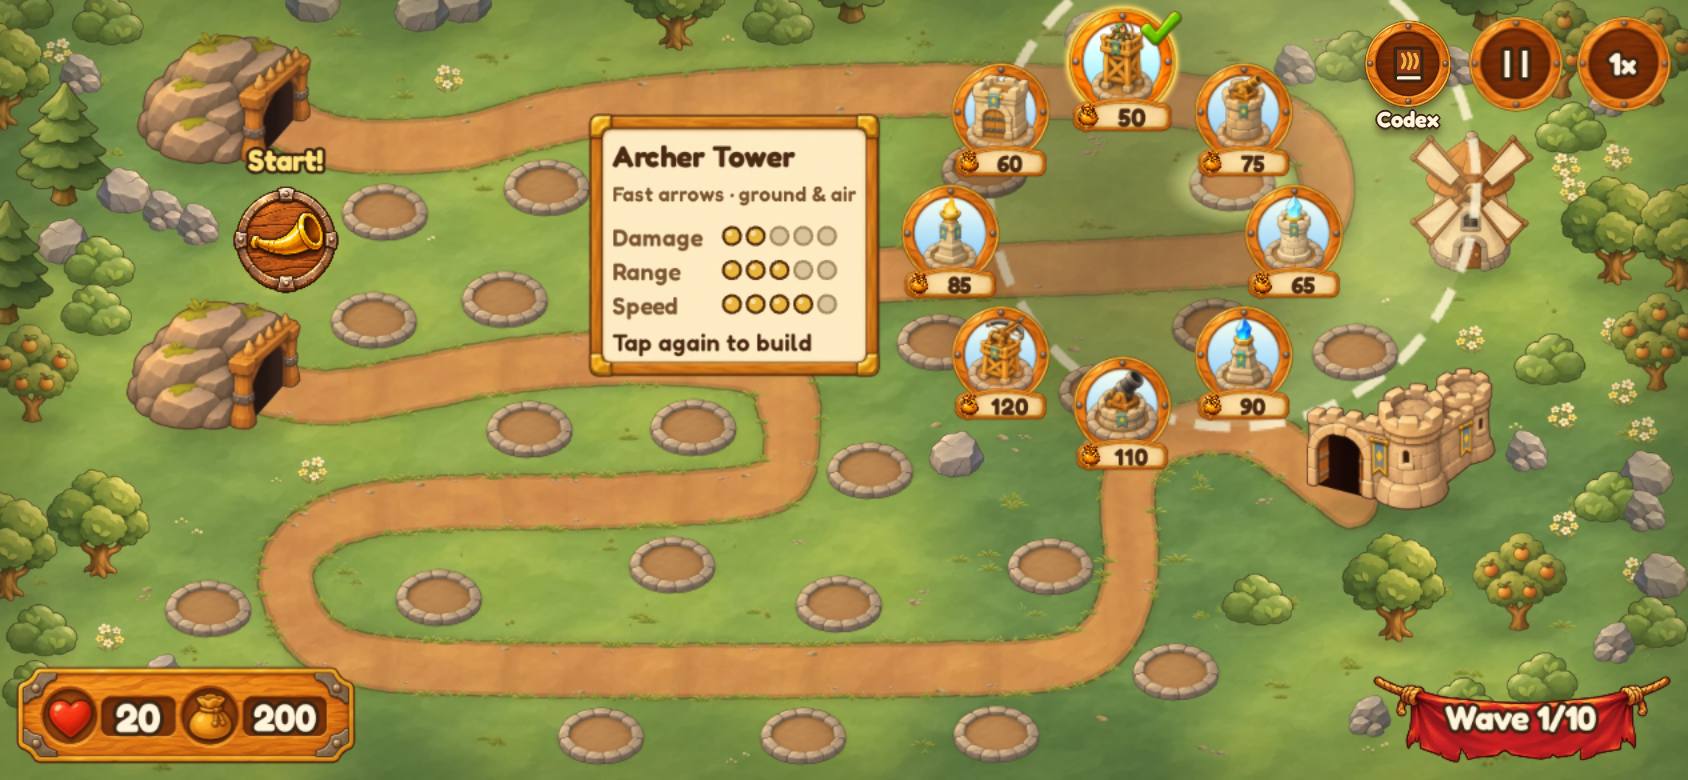 50
1x
Codex
60
75
Start!
Archer Tower
Fast arrows · ground & air
Damage
Range
Speed
Tap again to build
85
65
120
90
110
20
200
Wave 1/10